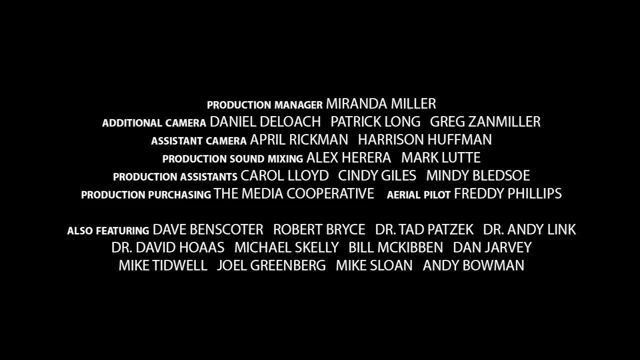 PRODUCTION MANAGER MIRANDA MILLER
ADDITIONAL CAMERA DANIEL DELOACH PATRICK LONG GREG ZANMILLER
ASSISTANT CAMERA APRIL RICKMAN HARRISON HUFFMAN
PRODUCTION SOUND MIXING ALEX HERERA MARK LUTTE
PRODUCTION ASSISTANTS CAROL LLOYD CINDY GILES MINDY BLEDSOE
PRODUCTION PURCHASING THE MEDIA COOPERATIVE AERIAL PILOT FREDDY PHILLIPS
ALSO FEATURING DAVE BENSCOTER ROBERT BRYCE DR. TAD PATZEK DR. ANDY LINK
DR. DAVID HOAAS MICHAEL SKELLY BILL MCKIBBEN DAN JARVEY
MIKE TIDWELL JOEL GREENBERG MIKE SLOAN ANDY BOWMAN